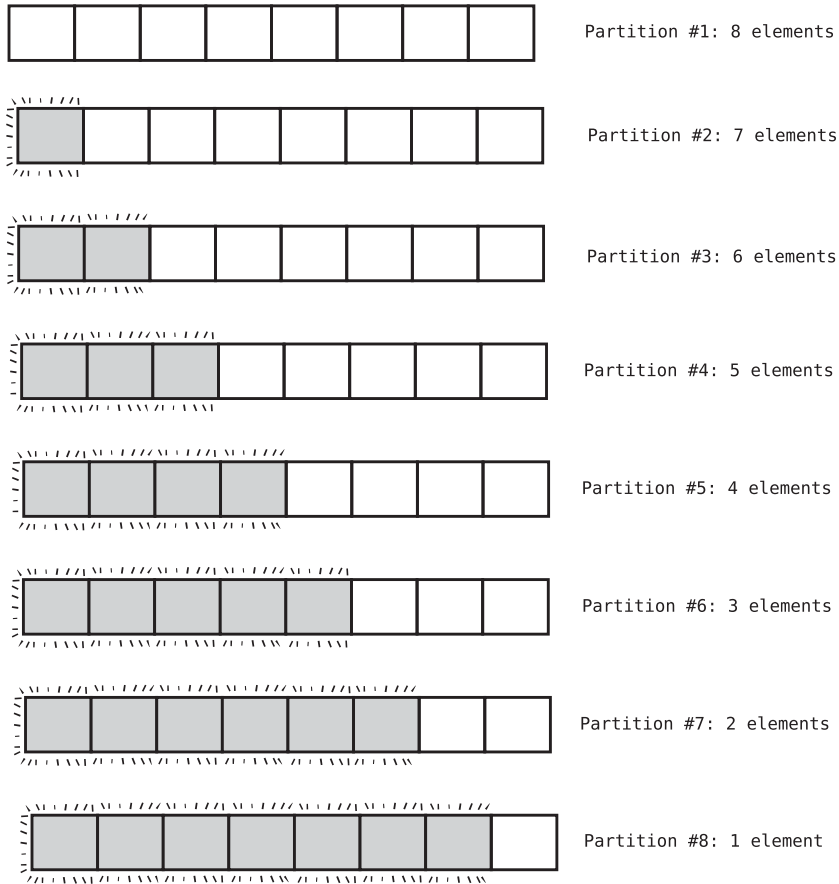 Partition #1: 8 elements
Partition #2: 7 elements
Partition #3: 6 elements
Partition #4: 5 elements
Partition #5: 4 elements
Partition #6: 3 elements
Partition #7: 2 elements
Partition #8: 1 element